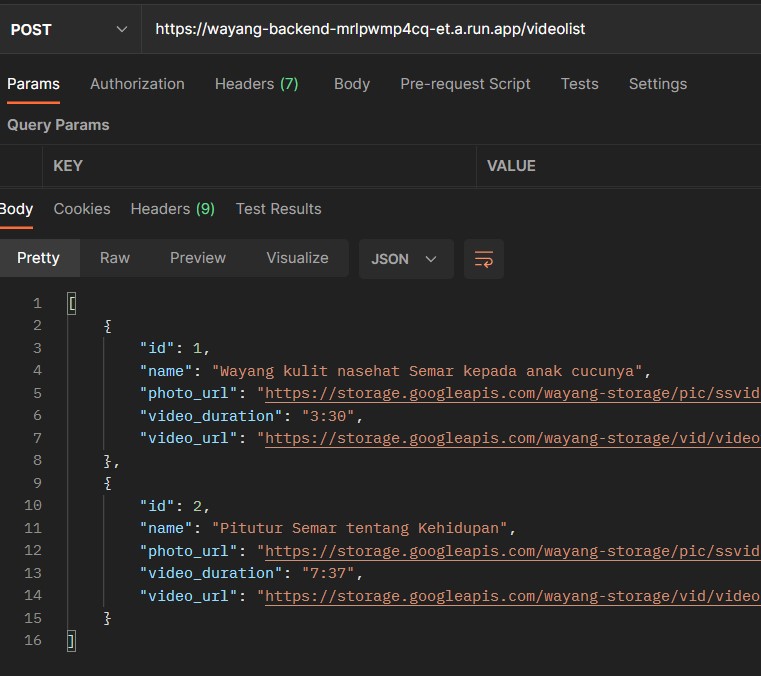 POST https://wayang-backend-mrlpwmp4cq-et.a.run.app/videolist
Params Authorization Headers (7) Body Pre-request Script Tests Settings
Query Params
KEY VALUE
Body Cookies Headers (9) Test Results
Pretty Raw Preview Visualize JSON
1 [
2 {
3 "id": 1,
4 "name": "Wayang kulit nasehat Semar kepada anak cucunya",
5 "photo_url": "https://storage.googleapis.com/wayang-storage/pic/ssvid
6 "video_duration": "3:30",
7 "video_url": "https://storage.googleapis.com/wayang-storage/vid/video
8 },
9 {
10 "id": 2,
11 "name": "Pitutur Semar tentang Kehidupan",
12 "photo_url": "https://storage.googleapis.com/wayang-storage/pic/ssvid
13 "video_duration": "7:37",
14 "video_url": "https://storage.googleapis.com/wayang-storage/vid/video
15 }
16 ]